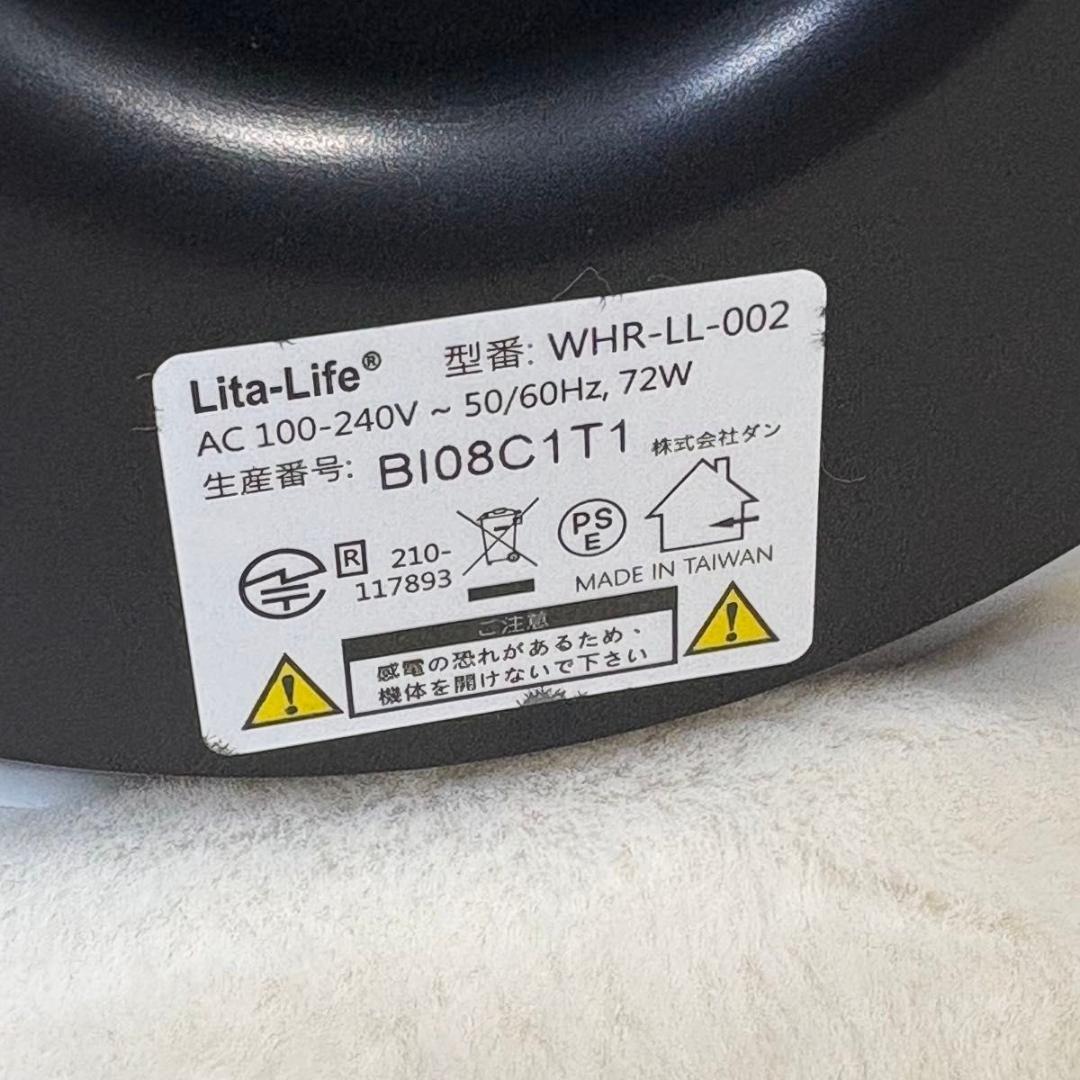 Lita-Life® 型番: WHR-LL-002
AC 100-240V ~ 50/60Hz, 72W
生産番号: BI08C1T1
株式会社ダン
R 210-
117893
PS
E
MADE IN TAIWAN
ご注意
感電の恐れがあるため、
機体を開けないで下さい